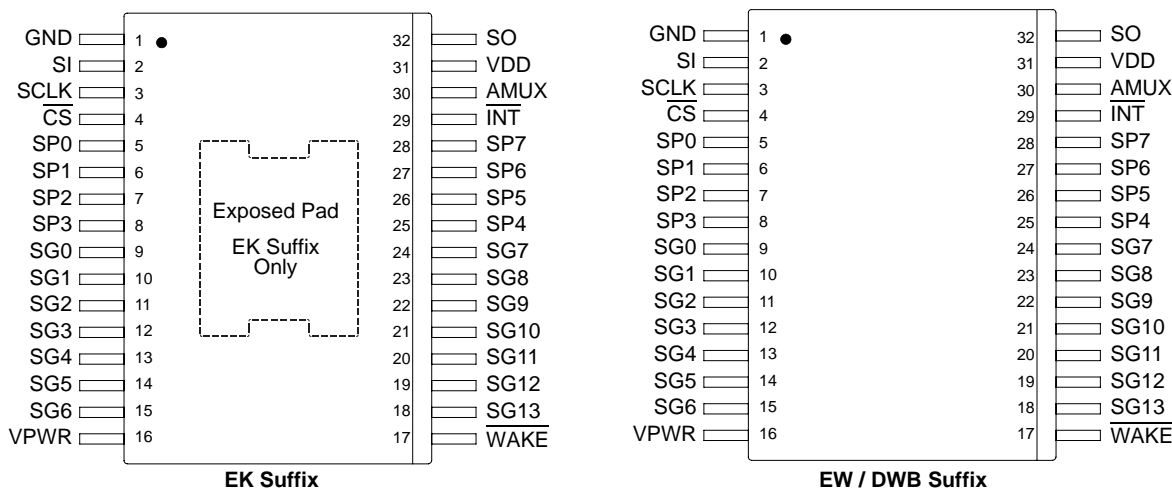 GND 1 32 SO
SI 2 31 VDD
SCLK 3 30 AMUX
CS 4 29 INT
SP0 5 28 SP7
SP1 6 27 SP6
SP2 7 26 SP5
SP3 8 25 SP4
SG0 9 24 SG7
SG1 10 23 SG8
SG2 11 22 SG9
SG3 12 21 SG10
SG4 13 20 SG11
SG5 14 19 SG12
SG6 15 18 SG13
VPWR 16 17 WAKE
Exposed Pad
EK Suffix
Only
EK Suffix
GND 1 32 SO
SI 2 31 VDD
SCLK 3 30 AMUX
CS 4 29 INT
SP0 5 28 SP7
SP1 6 27 SP6
SP2 7 26 SP5
SP3 8 25 SP4
SG0 9 24 SG7
SG1 10 23 SG8
SG2 11 22 SG9
SG3 12 21 SG10
SG4 13 20 SG11
SG5 14 19 SG12
SG6 15 18 SG13
VPWR 16 17 WAKE
EW / DWB Suffix